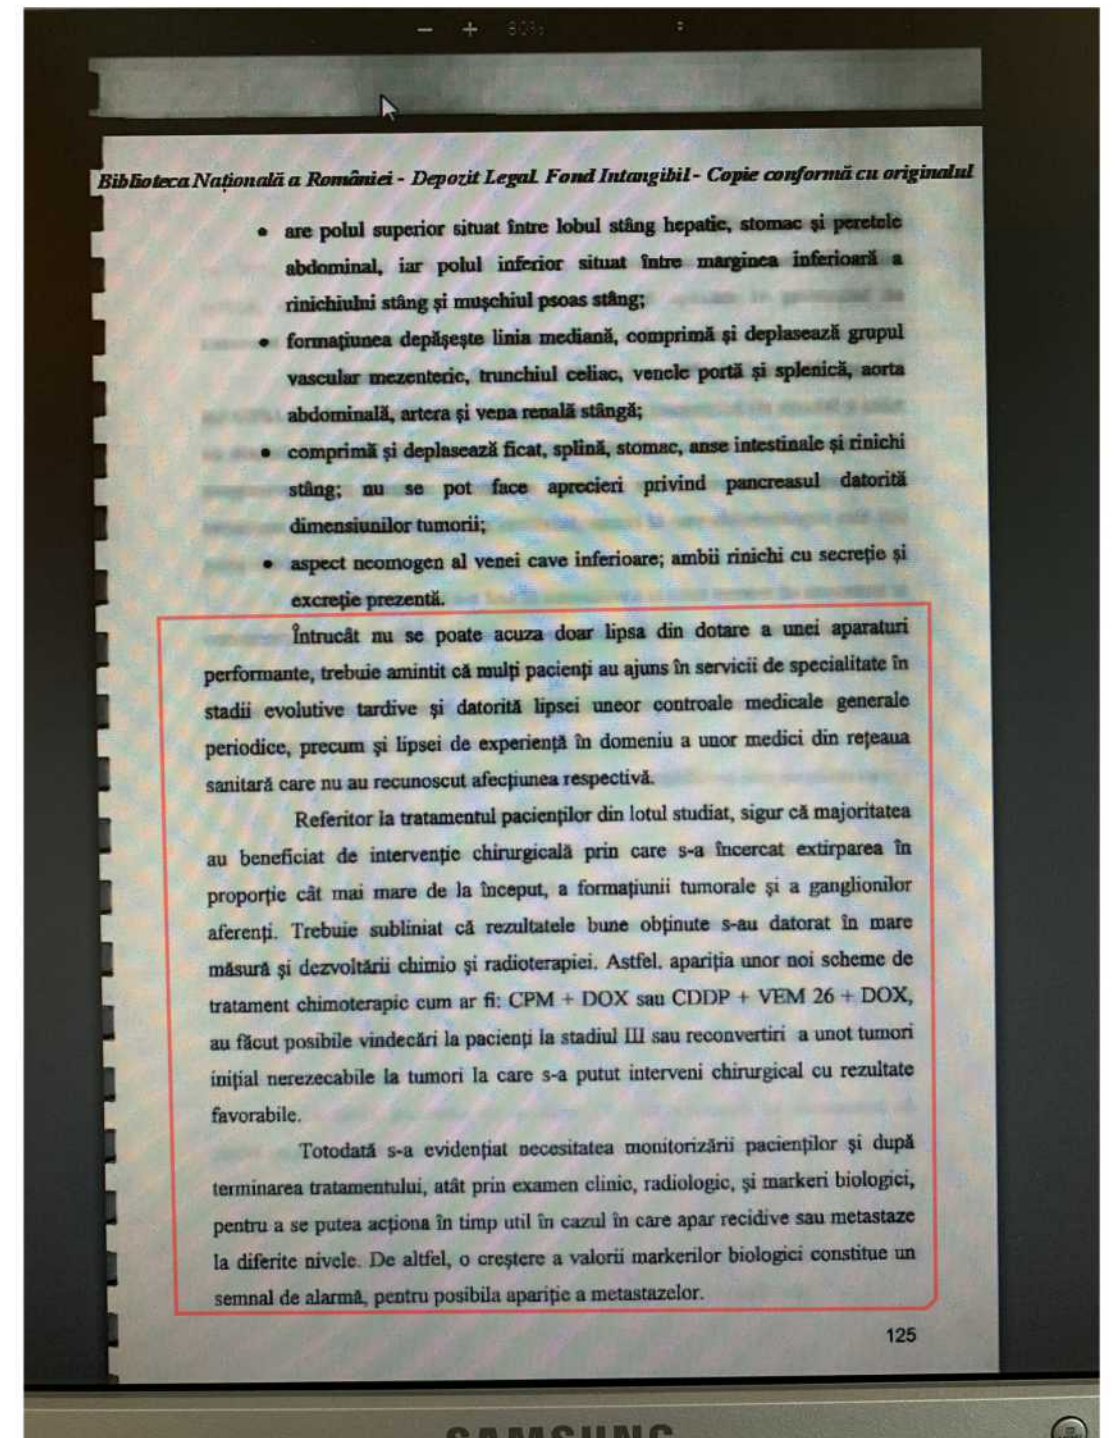 Biblioteca Națională a României - Depozit Legal. Fond Intangibil - Copie conformă cu originalul
• are polul superior situat între lobul stâng hepatic, stomac și peretele
abdominal, iar polul inferior situat între marginea inferioară a
rinichiului stâng și mușchiul psoas stâng;
• formațiunea depășește linia mediană, comprimă și deplasează grupul
vascular mezenteric, trunchiul celiac, venele portă și splenică, aorta
abdominală, artera și vena renală stângă;
• comprimă și deplasează ficat, splină, stomac, anse intestinale și rinichi
stâng; nu se pot face aprecieri privind pancreasul datorită
dimensiunilor tumorii;
• aspect neomogen al venei cave inferioare; ambii rinichi cu secreție și
excreție prezentă.
Întrucât nu se poate acuza doar lipsa din dotare a unei aparaturi
performante, trebuie amintit că mulți pacienți au ajuns în servicii de specialitate în
stadii evolutive tardive și datorită lipsei uneor controale medicale generale
periodice, precum și lipsei de experiență în domeniu a unor medici din rețeaua
sanitară care nu au recunoscut afecțiunea respectivă.
Referitor la tratamentul pacienților din lotul studiat, sigur că majoritatea
au beneficiat de intervenție chirurgicală prin care s-a încercat extirparea în
proporție cât mai mare de la început, a formațiunii tumorale și a ganglionilor
aferenți. Trebuie subliniat că rezultatele bune obținute s-au datorat în mare
măsură și dezvoltării chimio și radioterapiei. Astfel. apariția unor noi scheme de
tratament chimoterapic cum ar fi: CPM + DOX sau CDDP + VEM 26 + DOX,
au făcut posibile vindecări la pacienți la stadiul III sau reconvertiri a unot tumori
inițial nerezecabile la tumori la care s-a putut interveni chirurgical cu rezultate
favorabile.
Totodată s-a evidențiat necesitatea monitorizării pacienților și după
terminarea tratamentului, atât prin examen clinic, radiologic, și markeri biologici,
pentru a se putea acționa în timp util în cazul în care apar recidive sau metastaze
la diferite nivele. De altfel, o creștere a valorii markerilor biologici constitue un
semnal de alarmă, pentru posibila apariție a metastazelor.
125
SAMSUNG